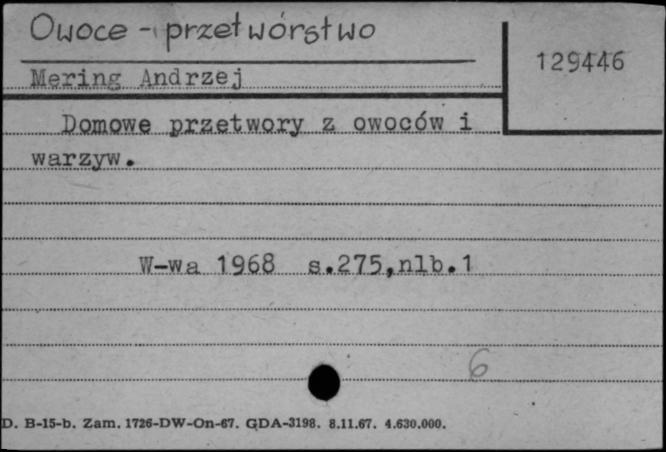 Owoce - przetwórstwo
129446
Mering Andrzej
Domowe przetwory z owoców i
warzyw.
W-wa 1968 s.275,nlb.1
6
D. B-15-b. Zam. 1726-DW-On-67. GDA-3198. 8.11.67. 4.630.000.